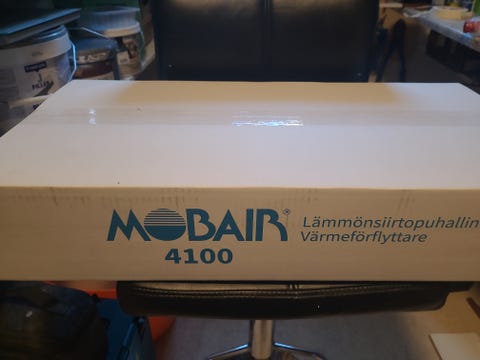 MOBAIR®
4100
Lämmönsiirtopuhallin
Värmeförflyttare